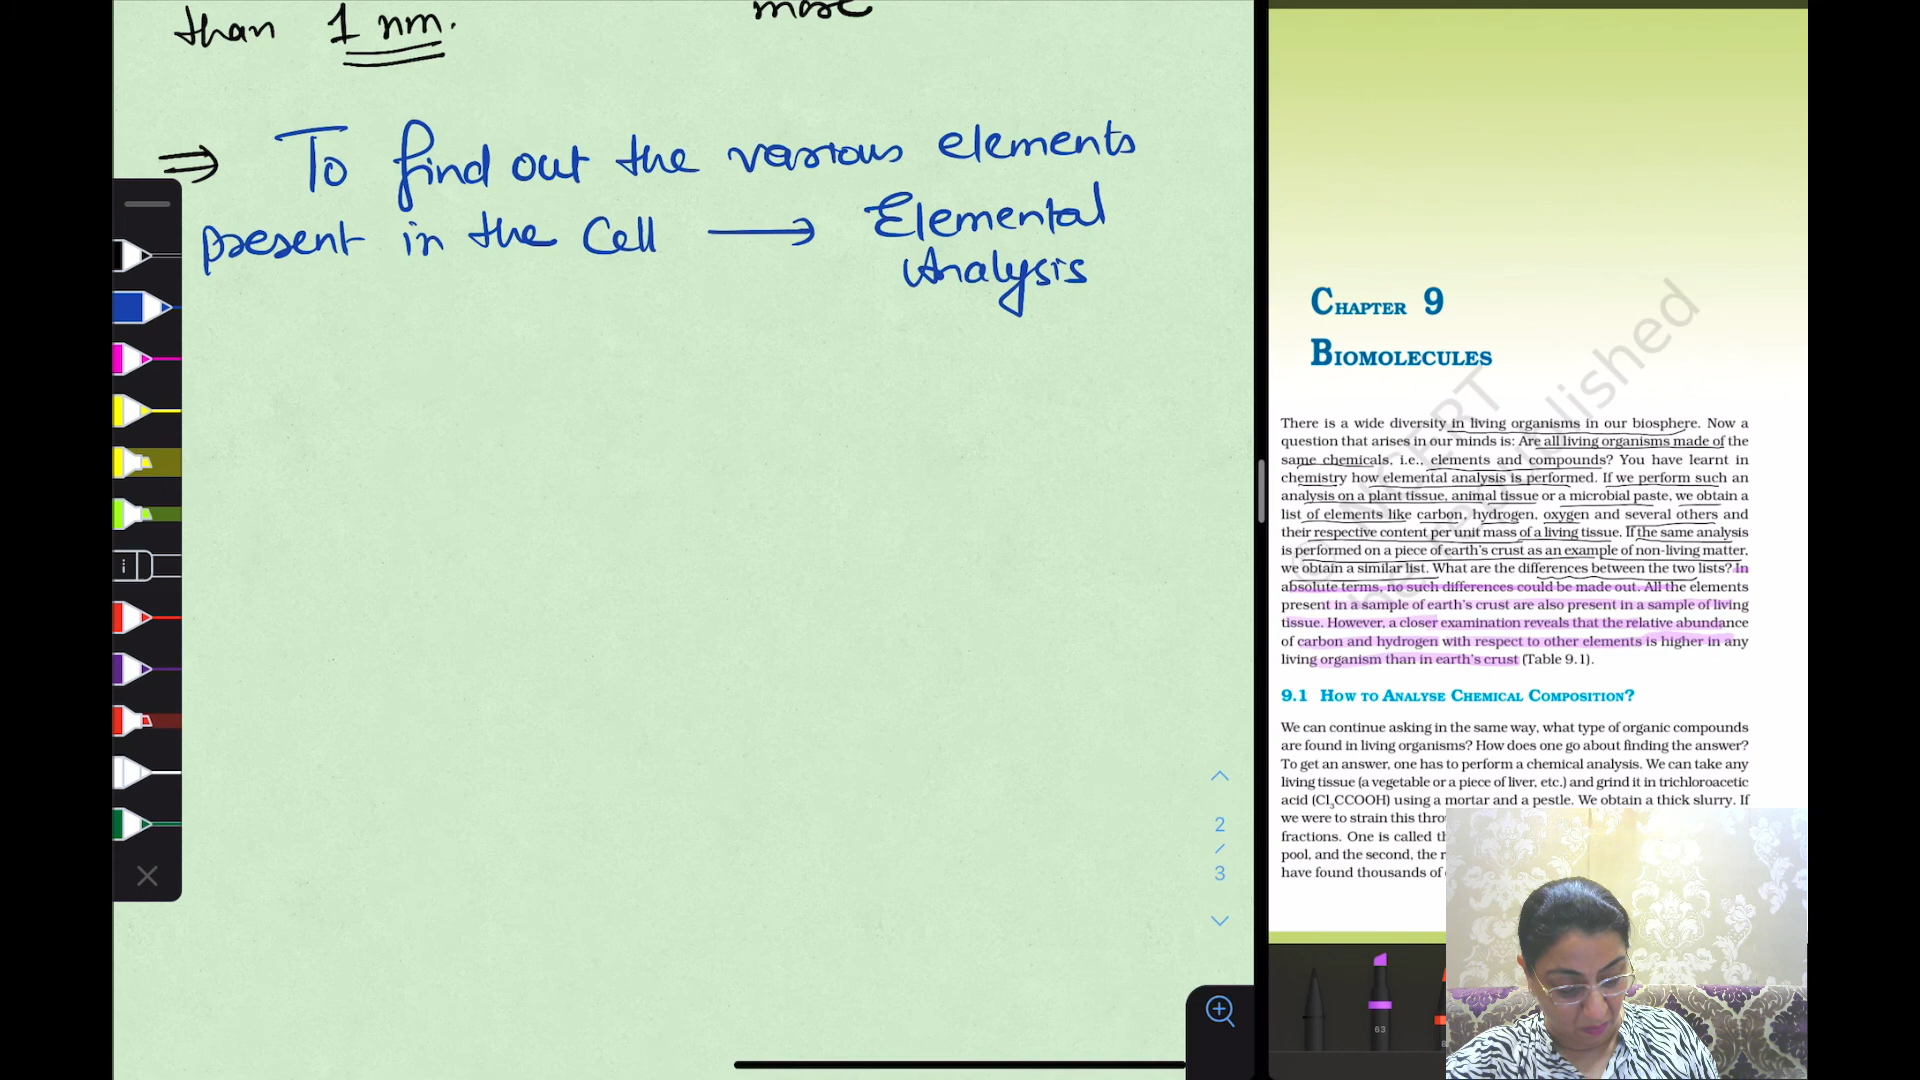 than 1 nm.
more
⇒ To find out the various elements
present in the Cell → Elemental
Analysis
2
/
3
CHAPTER 9
BIOMOLECULES
There is a wide diversity in living organisms in our biosphere. Now a
question that arises in our minds is: Are all living organisms made of the
same chemicals, i.e., elements and compounds? You have learnt in
chemistry how elemental analysis is performed. If we perform such an
analysis on a plant tissue, animal tissue or a microbial paste, we obtain a
list of elements like carbon, hydrogen, oxygen and several others and
their respective content per unit mass of a living tissue. If the same analysis
is performed on a piece of earth's crust as an example of non-living matter,
we obtain a similar list. What are the differences between the two lists? In
absolute terms, no such differences could be made out. All the elements
present in a sample of earth's crust are also present in a sample of living
tissue. However, a closer examination reveals that the relative abundance
of carbon and hydrogen with respect to other elements is higher in any
living organism than in earth's crust (Table 9.1).
9.1 HOW TO ANALYSE CHEMICAL COMPOSITION?
We can continue asking in the same way, what type of organic compounds
are found in living organisms? How does one go about finding the answer?
To get an answer, one has to perform a chemical analysis. We can take any
living tissue (a vegetable or a piece of liver, etc.) and grind it in trichloroacetic
acid (Cl₃CCOOH) using a mortar and a pestle. We obtain a thick slurry. If
we were to strain this
fractions. One is called
pool, and the second, the
have found thousands of
63